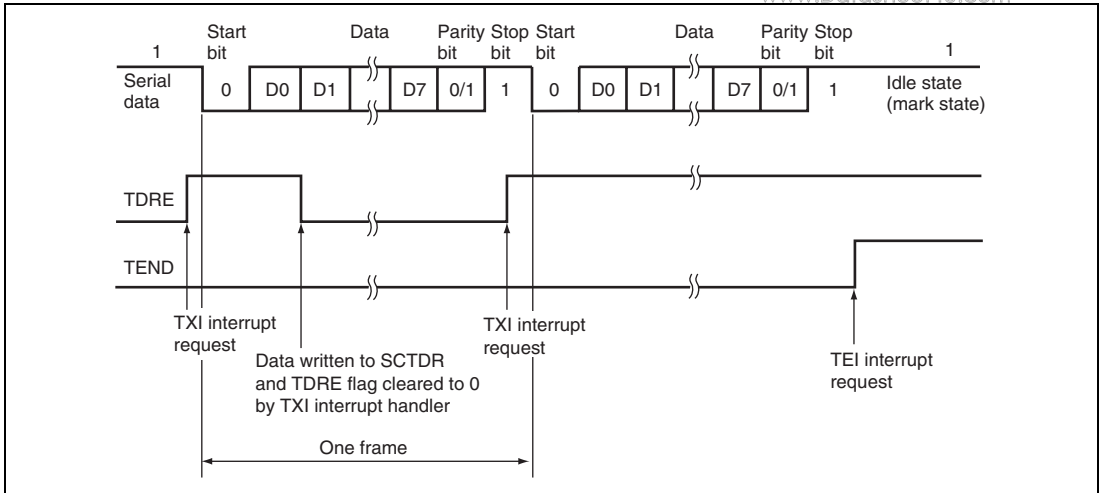 Start bit Data Parity bit Stop bit Start bit Data Parity bit Stop bit
1 1
Serial data 0 D0 D1 D7 0/1 1 0 D0 D1 D7 0/1 1 Idle state (mark state)
TDRE
TEND
TXI interrupt request
Data written to SCTDR
and TDRE flag cleared to 0
by TXI interrupt handler
TXI interrupt request
TEI interrupt request
One frame